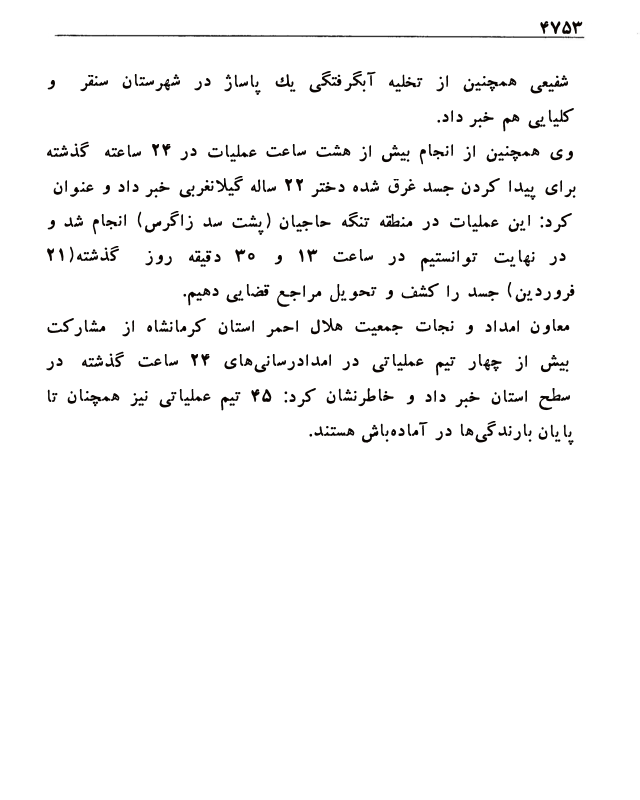 ۴۷۵۳
شفیعی همچنین از تخلیه آبگرفتگی یك پاساژ در شهرستان سنقر و
کلیایی هم خبر داد.
وی همچنین از انجام بیش از هشت ساعت عملیات در ۲۴ ساعته گذشته
برای پیدا کردن جسد غرق شده دختر ۲۲ ساله گیلانغربی خبر داد و عنوان
کرد: این عملیات در منطقه تنگه حاجیان (پشت سد زاگرس) انجام شد و
در نهایت توانستیم در ساعت ۱۳ و ۳۰ دقیقه روز گذشته(۲۱
فروردین) جسد را کشف و تحویل مراجع قضایی دهیم.
معاون امداد و نجات جمعیت هلال احمر استان کرمانشاه از مشارکت
بیش از چهار تیم عملیاتی در امدادرسانی‌های ۲۴ ساعت گذشته در
سطح استان خبر داد و خاطرنشان کرد: ۴۵ تیم عملیاتی نیز همچنان تا
پایان بارندگی‌ها در آماده‌باش هستند.